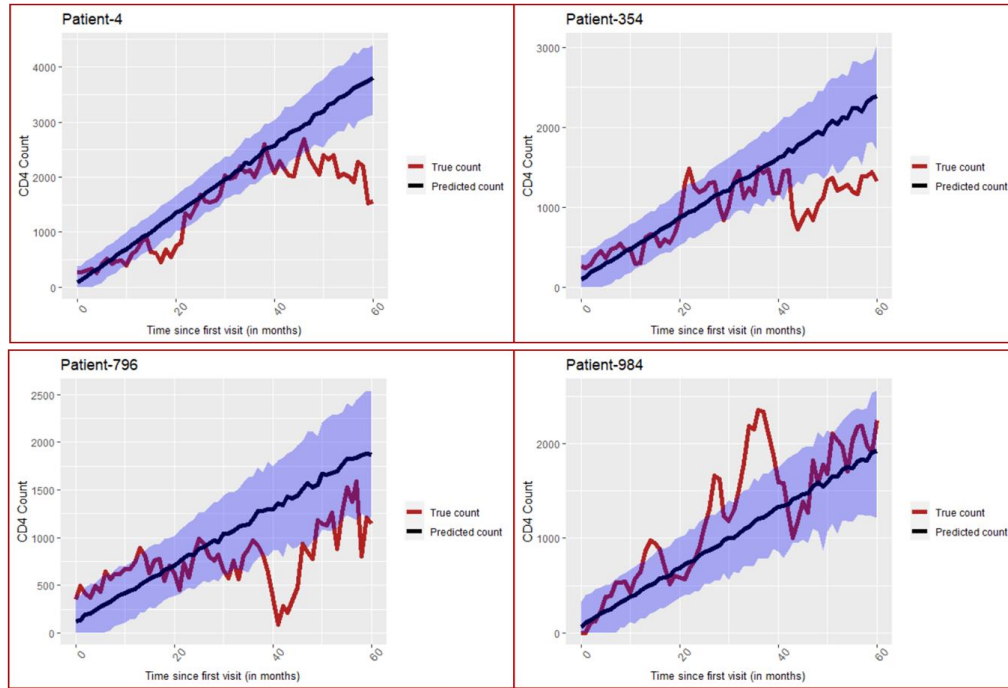 Patient-4
CD4 Count
4000
3000
2000
1000
0
0
20
40
60
Time since first visit (in months)
True count
Predicted count
Patient-354
CD4 Count
3000
2000
1000
0
0
20
40
60
Time since first visit (in months)
True count
Predicted count
Patient-796
CD4 Count
2500
2000
1500
1000
500
0
0
20
40
60
Time since first visit (in months)
True count
Predicted count
Patient-984
CD4 Count
2000
1000
0
0
20
40
60
Time since first visit (in months)
True count
Predicted count